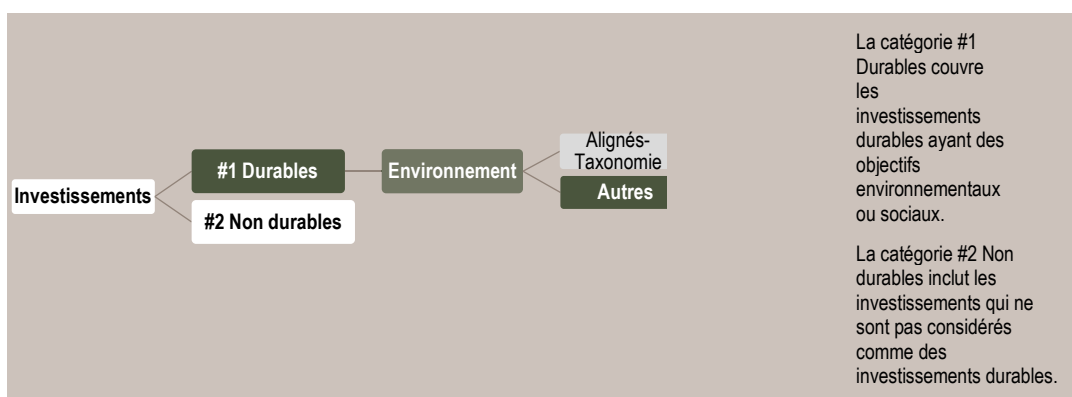 Investissements
#1 Durables
#2 Non durables
Environnement
Alignés-
Taxonomie
Autres
La catégorie #1
Durables couvre
les
investissements
durables ayant des
objectifs
environnementaux
ou sociaux.
La catégorie #2 Non
durables inclut les
investissements qui ne
sont pas considérés
comme des
investissements durables.